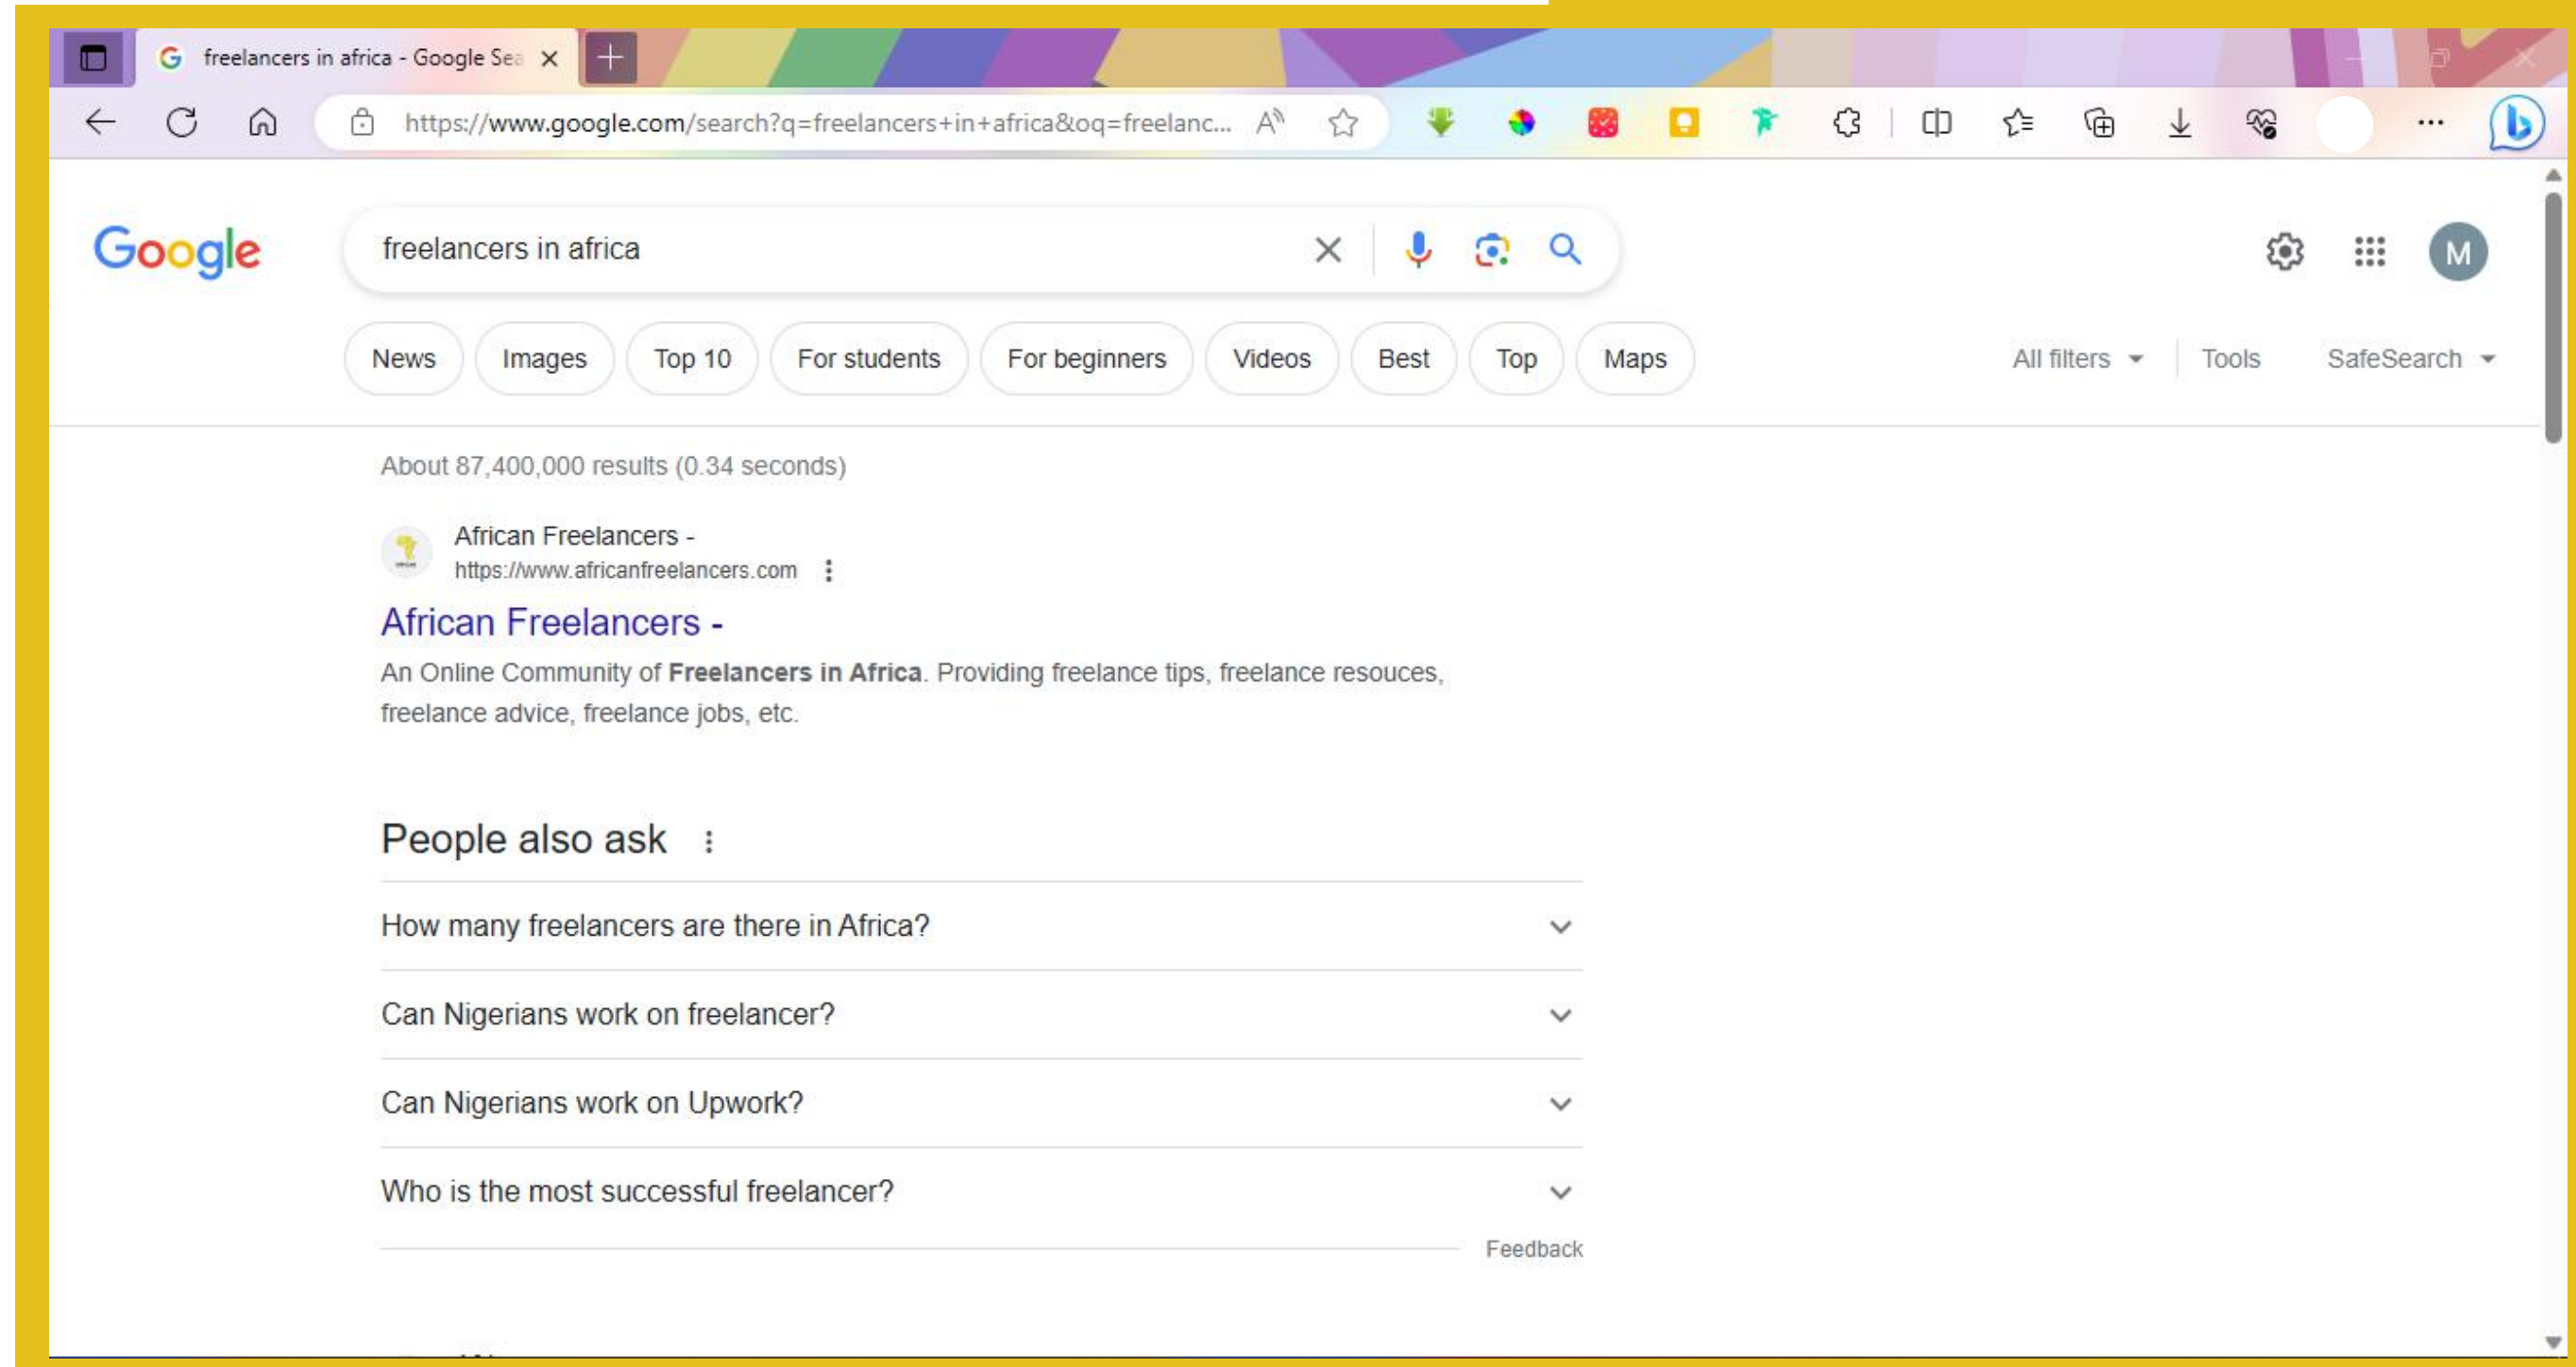 freelancers in africa - Google Sea
https://www.google.com/search?q=freelancers+in+africa&oq=freelanc...
Google
freelancers in africa
M
News Images Top 10 For students For beginners Videos Best Top Maps All filters Tools SafeSearch
About 87,400,000 results (0.34 seconds)
African Freelancers -
https://www.africanfreelancers.com
African Freelancers -
An Online Community of Freelancers in Africa. Providing freelance tips, freelance resouces,
freelance advice, freelance jobs, etc.
People also ask
How many freelancers are there in Africa?
Can Nigerians work on freelancer?
Can Nigerians work on Upwork?
Who is the most successful freelancer?
Feedback